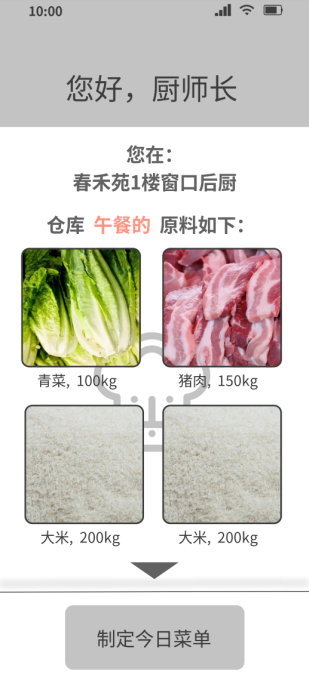 10:00
您好，厨师长
您在：
春禾苑1楼窗口后厨
仓库 午餐的 原料如下：
青菜, 100kg
猪肉, 150kg
大米, 200kg
大米, 200kg
制定今日菜单